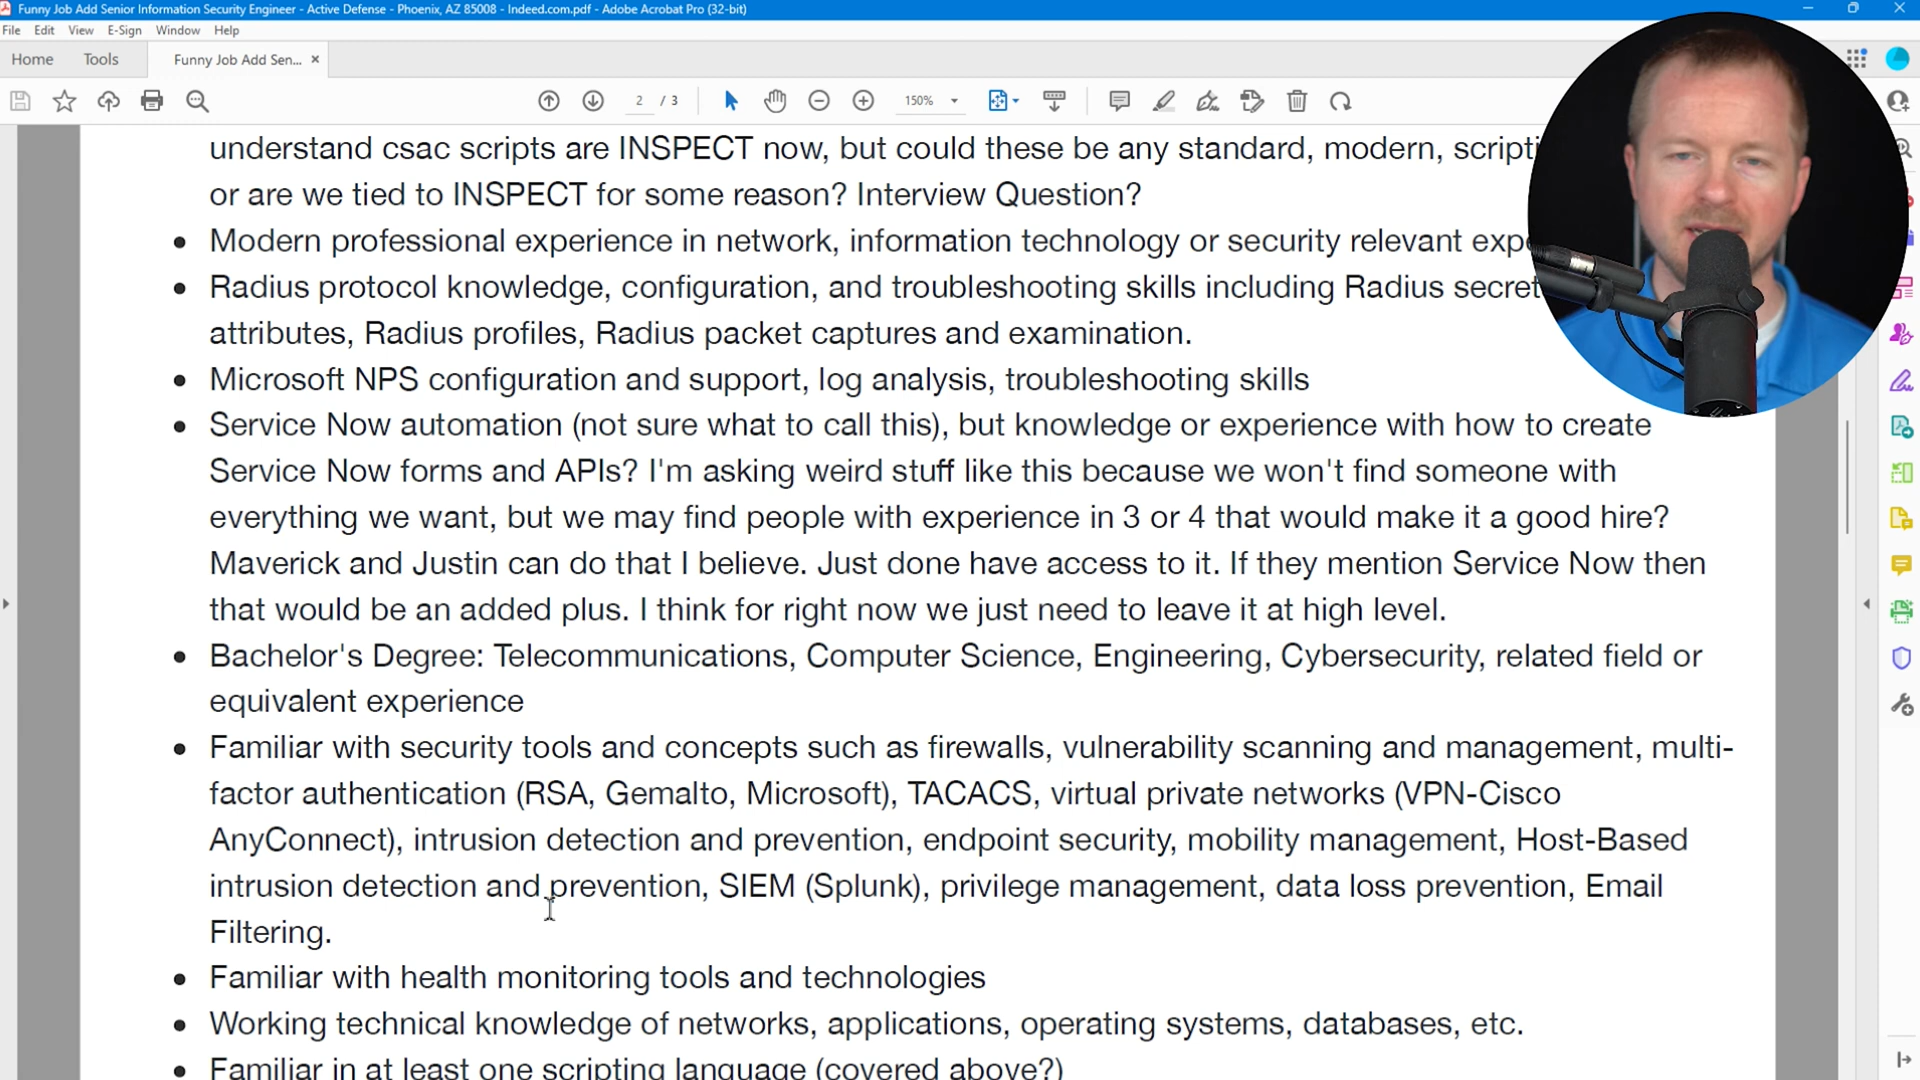 Funny Job Add Senior Information Security Engineer - Active Defense - Phoenix, AZ 85008 - Indeed.com.pdf - Adobe Acrobat Pro (32-bit)
File Edit View E-Sign Window Help
Home Tools Funny Job Add Sen... ×
2 / 3 150%
understand csac scripts are INSPECT now, but could these be any standard, modern, scripti
or are we tied to INSPECT for some reason? Interview Question?
• Modern professional experience in network, information technology or security relevant exp
• Radius protocol knowledge, configuration, and troubleshooting skills including Radius secret
attributes, Radius profiles, Radius packet captures and examination.
• Microsoft NPS configuration and support, log analysis, troubleshooting skills
• Service Now automation (not sure what to call this), but knowledge or experience with how to create
Service Now forms and APIs? I'm asking weird stuff like this because we won't find someone with
everything we want, but we may find people with experience in 3 or 4 that would make it a good hire?
Maverick and Justin can do that I believe. Just done have access to it. If they mention Service Now then
that would be an added plus. I think for right now we just need to leave it at high level.
• Bachelor's Degree: Telecommunications, Computer Science, Engineering, Cybersecurity, related field or
equivalent experience
• Familiar with security tools and concepts such as firewalls, vulnerability scanning and management, multi-
factor authentication (RSA, Gemalto, Microsoft), TACACS, virtual private networks (VPN-Cisco
AnyConnect), intrusion detection and prevention, endpoint security, mobility management, Host-Based
intrusion detection and prevention, SIEM (Splunk), privilege management, data loss prevention, Email
Filtering.
• Familiar with health monitoring tools and technologies
• Working technical knowledge of networks, applications, operating systems, databases, etc.
• Familiar in at least one scripting language (covered above?)